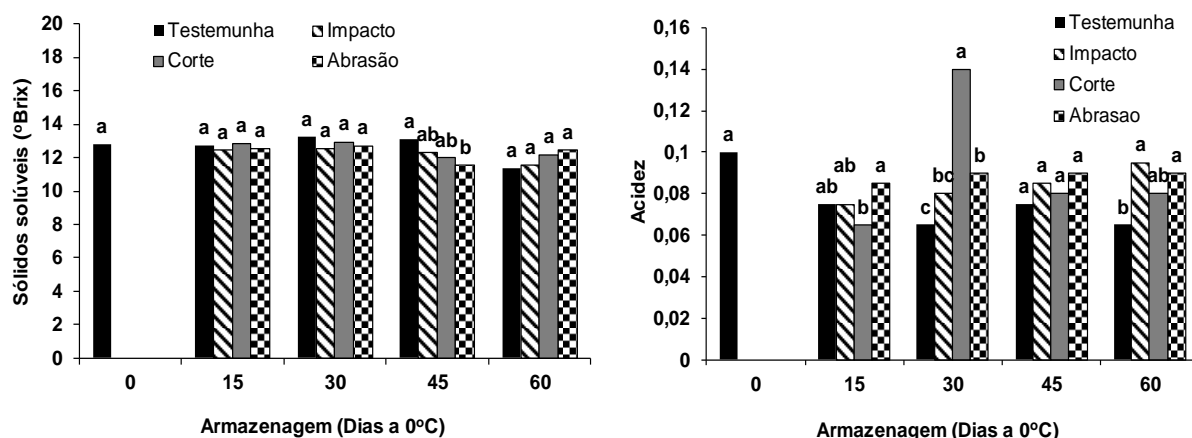 Sólidos solúveis (ºBrix)
20
18
16
14
12
10
8
6
4
2
0
Testemunha
Impacto
Corte
Abrasão
a
a a a a
a a a a
a ab ab b
a a a a
0 15 30 45 60
Armazenagem (Dias a 0ºC)
Acidez
0,16
0,14
0,12
0,1
0,08
0,06
0,04
0,02
0
Testemunha
Impacto
Corte
Abrasao
a
ab ab b a
c bc a b
a a a a
b a ab a
0 15 30 45 60
Armazenagem (Dias a 0ºC)